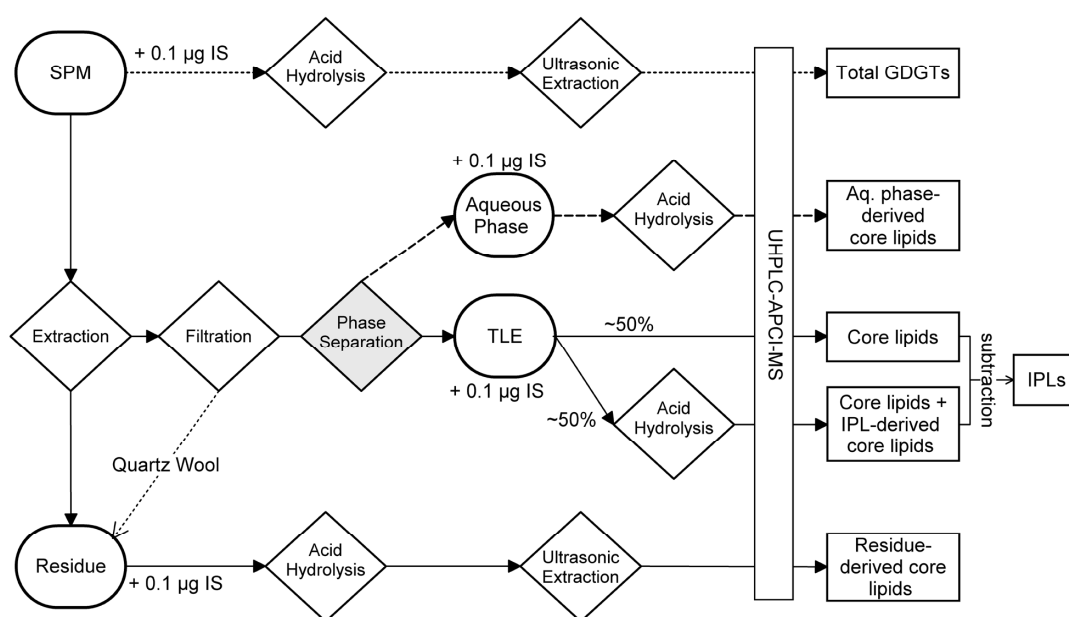 SPM
+ 0.1 µg IS
Acid
Hydrolysis
Ultrasonic
Extraction
Total GDGTs
+ 0.1 µg IS
Aqueous
Phase
Acid
Hydrolysis
Aq. phase-
derived
core lipids
UHPLC-APCI-MS
Extraction
Filtration
Phase
Separation
TLE
+ 0.1 µg IS
~50%
~50%
Core lipids
Acid
Hydrolysis
Core lipids +
IPL-derived
core lipids
subtraction
IPLs
Quartz Wool
Residue
+ 0.1 µg IS
Acid
Hydrolysis
Ultrasonic
Extraction
Residue-
derived core
lipids